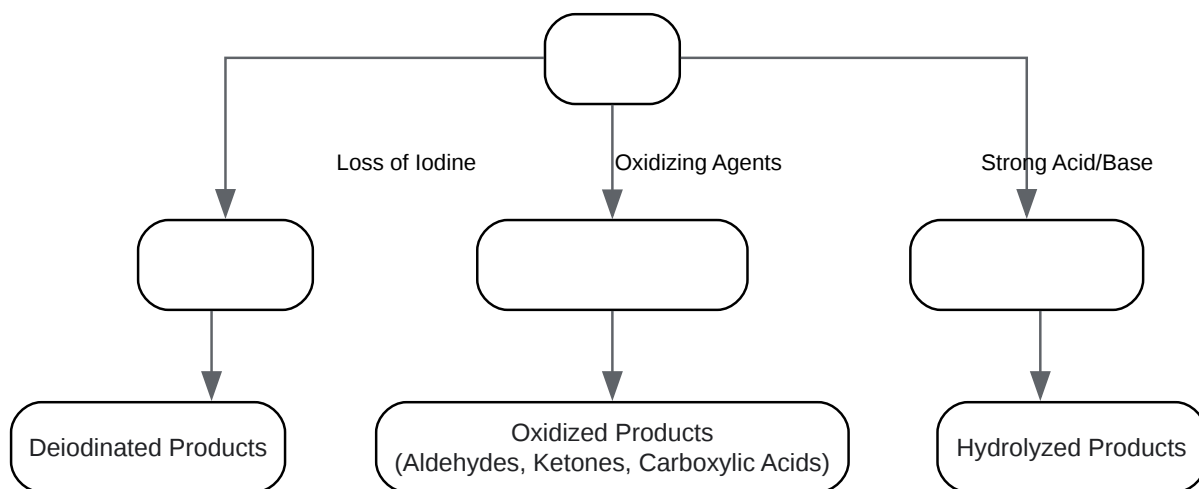 Loss of Iodine
Oxidizing Agents
Strong Acid/Base
Deiodinated Products
Oxidized Products
(Aldehydes, Ketones, Carboxylic Acids)
Hydrolyzed Products